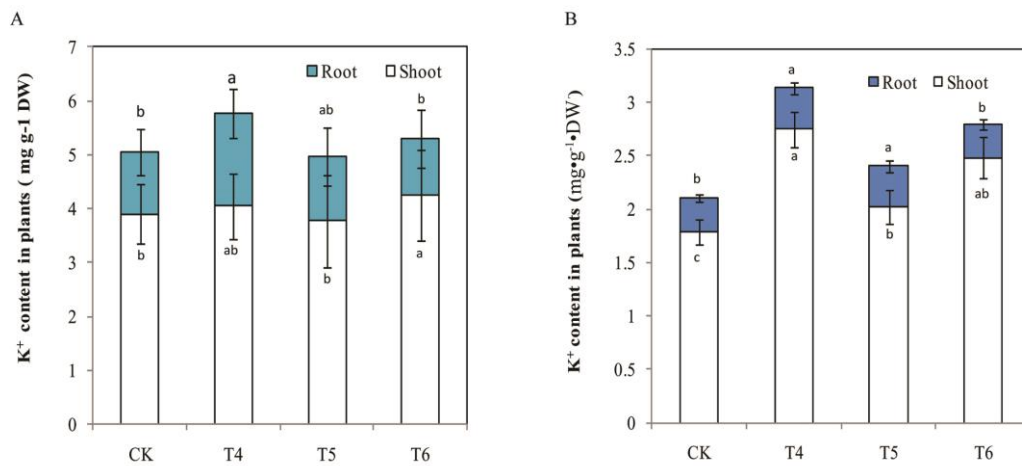 A
K+ content in plants ( mg g-1 DW)
7
6
5
4
3
2
1
0
Root Shoot
b a ab b
b ab b a
CK T4 T5 T6
B
K+ content in plants (mg•g-1•DW)
3.5
3
2.5
2
1.5
1
0.5
0
Root Shoot
b a a b
c a b ab
CK T4 T5 T6